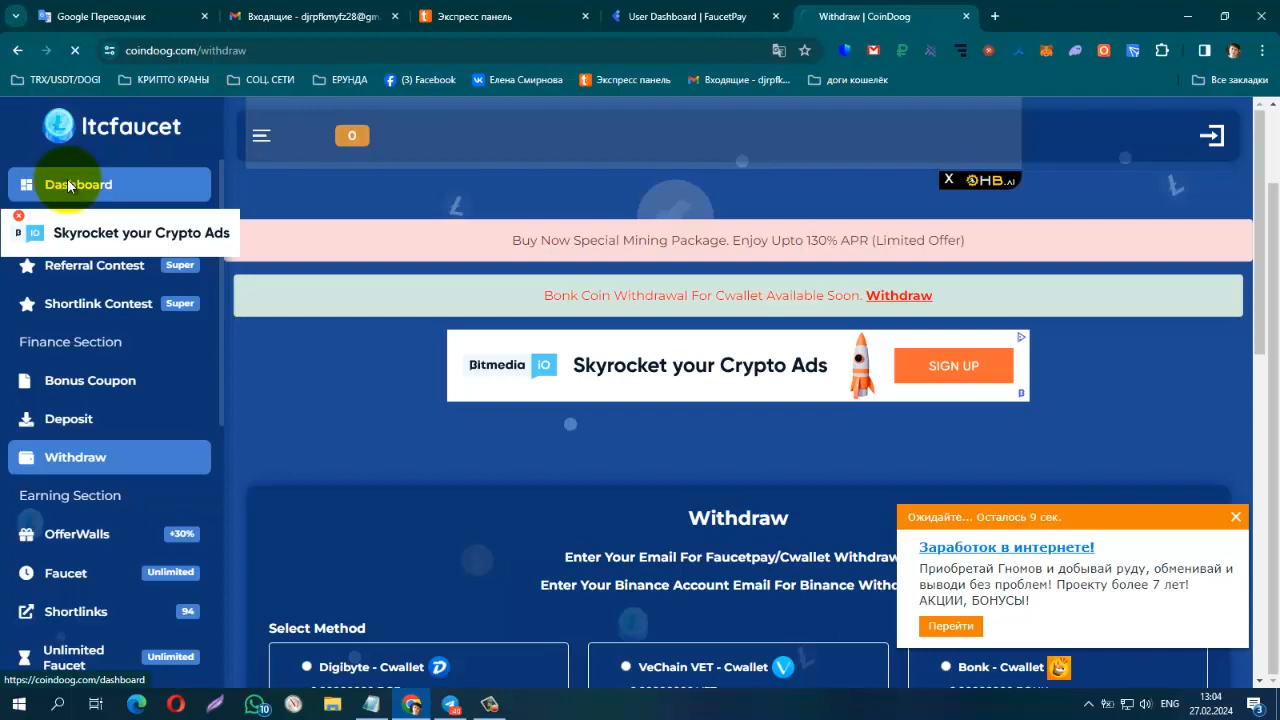 Google Переводчик
Входящие - djrpfkmyfz28@gm
Экспресс панель
User Dashboard | FaucetPay
Withdraw | CoinDoog
coindoog.com/withdraw
TRX/USDT/DOGI
КРИПТО КРАНЫ
СОЦ. СЕТИ
ЕРУНДА
(3) Facebook
Елена Смирнова
Экспресс панель
Входящие - djrpfk...
доги кошелёк
Все закладки
ltcfaucet
0
Dashboard
X HB.AI
Skyrocket your Crypto Ads
Buy Now Special Mining Package. Enjoy Upto 130% APR (Limited Offer)
Referral Contest Super
Bonk Coin Withdrawal For Cwallet Available Soon. Withdraw
Shortlink Contest Super
Finance Section
Bitmedia IO Skyrocket your Crypto Ads SIGN UP
Bonus Coupon
Deposit
Withdraw
Earning Section
OfferWalls +30%
Faucet Unlimited
Shortlinks 94
Unlimited
Faucet Unlimited
Withdraw
Enter Your Email For Faucetpay/Cwallet Withdraw
Enter Your Binance Account Email For Binance Witho
Select Method
Digibyte - Cwallet
VeChain VET - Cwallet
Bonk - Cwallet
Ожидайте... Осталось 9 сек.
Заработок в интернете!
Приобретай Гномов и добывай руду, обменивай и
выводи без проблем! Проекту более 7 лет!
АКЦИИ, БОНУСЫ!
Перейти
https://coindoog.com/dashboard
10
ENG
13:04
27.02.2024
3